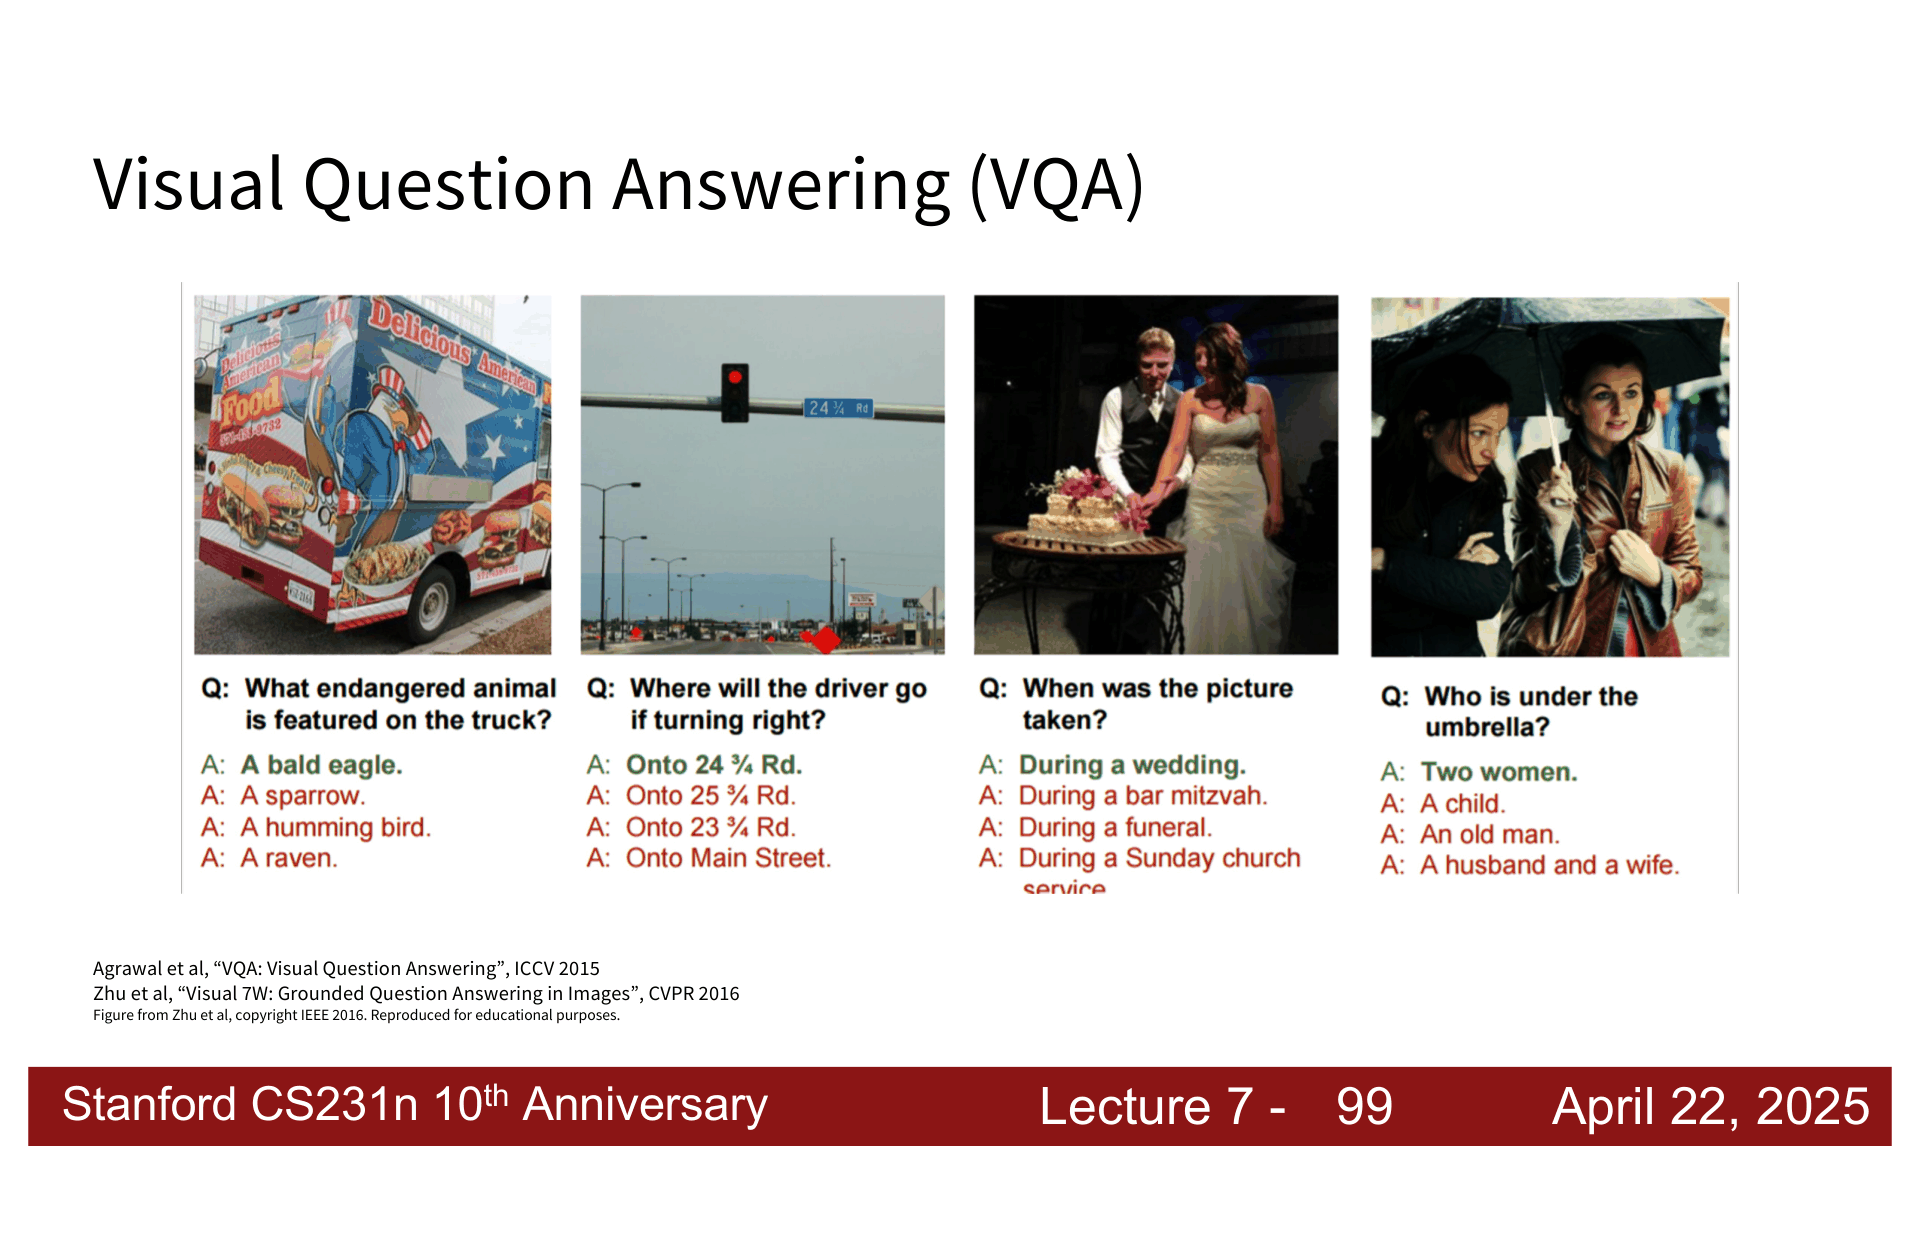 Visual Question Answering (VQA)
Delicious American
Delicious
American
Food
24 ¾ Rd
Q: What endangered animal
is featured on the truck?
A: A bald eagle.
A: A sparrow.
A: A humming bird.
A: A raven.
Q: Where will the driver go
if turning right?
A: Onto 24 ¾ Rd.
A: Onto 25 ¾ Rd.
A: Onto 23 ¾ Rd.
A: Onto Main Street.
Q: When was the picture
taken?
A: During a wedding.
A: During a bar mitzvah.
A: During a funeral.
A: During a Sunday church
service
Q: Who is under the
umbrella?
A: Two women.
A: A child.
A: An old man.
A: A husband and a wife.
Agrawal et al, “VQA: Visual Question Answering”, ICCV 2015
Zhu et al, “Visual 7W: Grounded Question Answering in Images”, CVPR 2016
Figure from Zhu et al, copyright IEEE 2016. Reproduced for educational purposes.
Stanford CS231n 10th Anniversary
Lecture 7 - 99
April 22, 2025